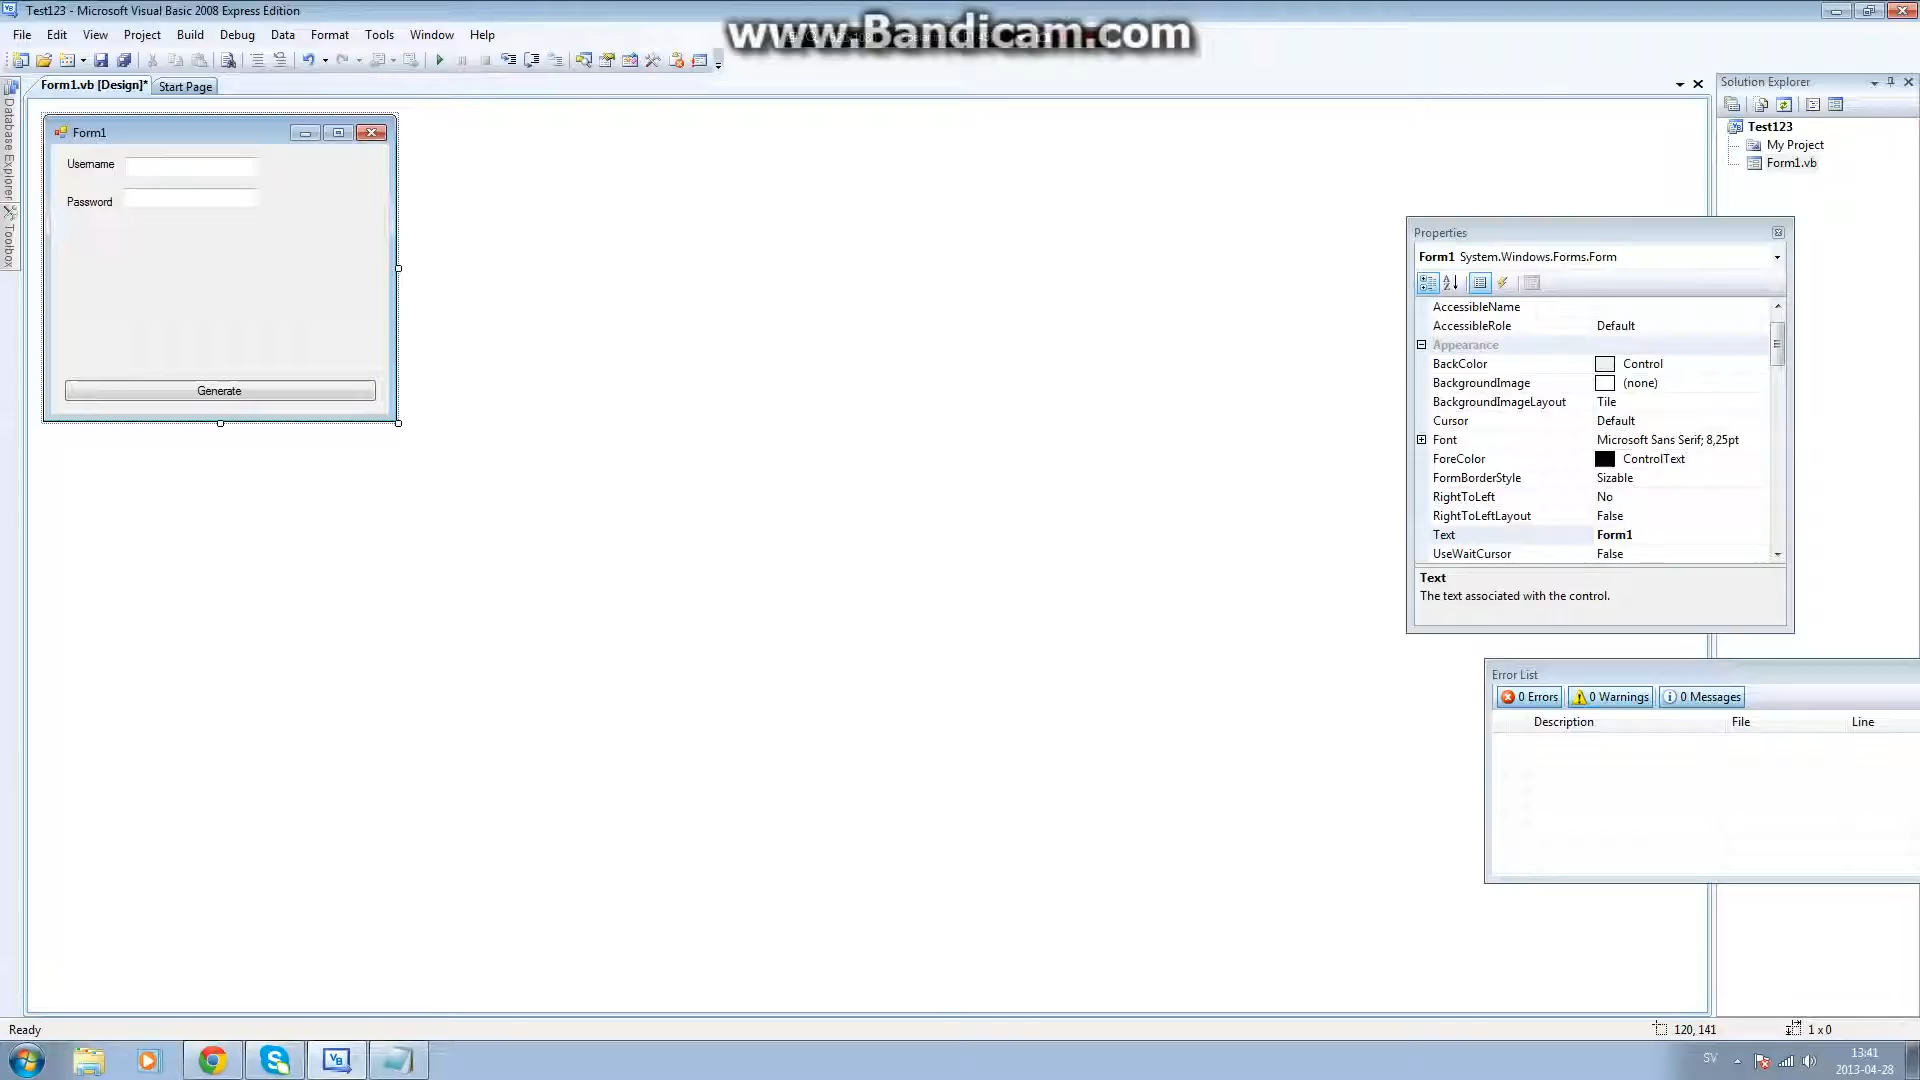 Test123 - Microsoft Visual Basic 2008 Express Edition
www.Bandicam.com
File Edit View Project Build Debug Data Format Tools Window Help
Form1.vb [Design]* Start Page
Database Explorer
Toolbox
Form1
Username
Password
Generate
Solution Explorer
Test123
My Project
Form1.vb
Properties
Form1 System.Windows.Forms.Form
AccessibleName
AccessibleRole Default
Appearance
BackColor Control
BackgroundImage (none)
BackgroundImageLayout Tile
Cursor Default
Font Microsoft Sans Serif; 8,25pt
ForeColor ControlText
FormBorderStyle Sizable
RightToLeft No
RightToLeftLayout False
Text Form1
UseWaitCursor False
Text
The text associated with the control.
Error List
0 Errors 0 Warnings 0 Messages
Description File Line
Ready 120, 141 1 x 0
SV 13:41
2013-04-28